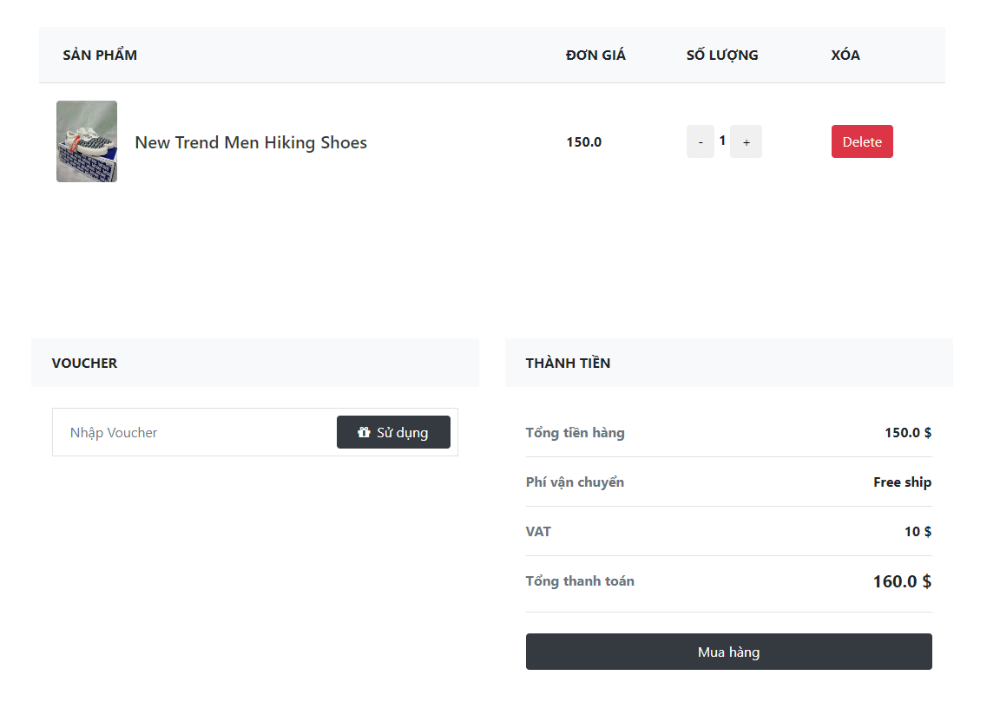 SẢN PHẨM ĐƠN GIÁ SỐ LƯỢNG XÓA
New Trend Men Hiking Shoes 150.0 - 1 + Delete
VOUCHER
Nhập Voucher Sử dụng
THÀNH TIỀN
Tổng tiền hàng 150.0 $
Phí vận chuyển Free ship
VAT 10 $
Tổng thanh toán 160.0 $
Mua hàng